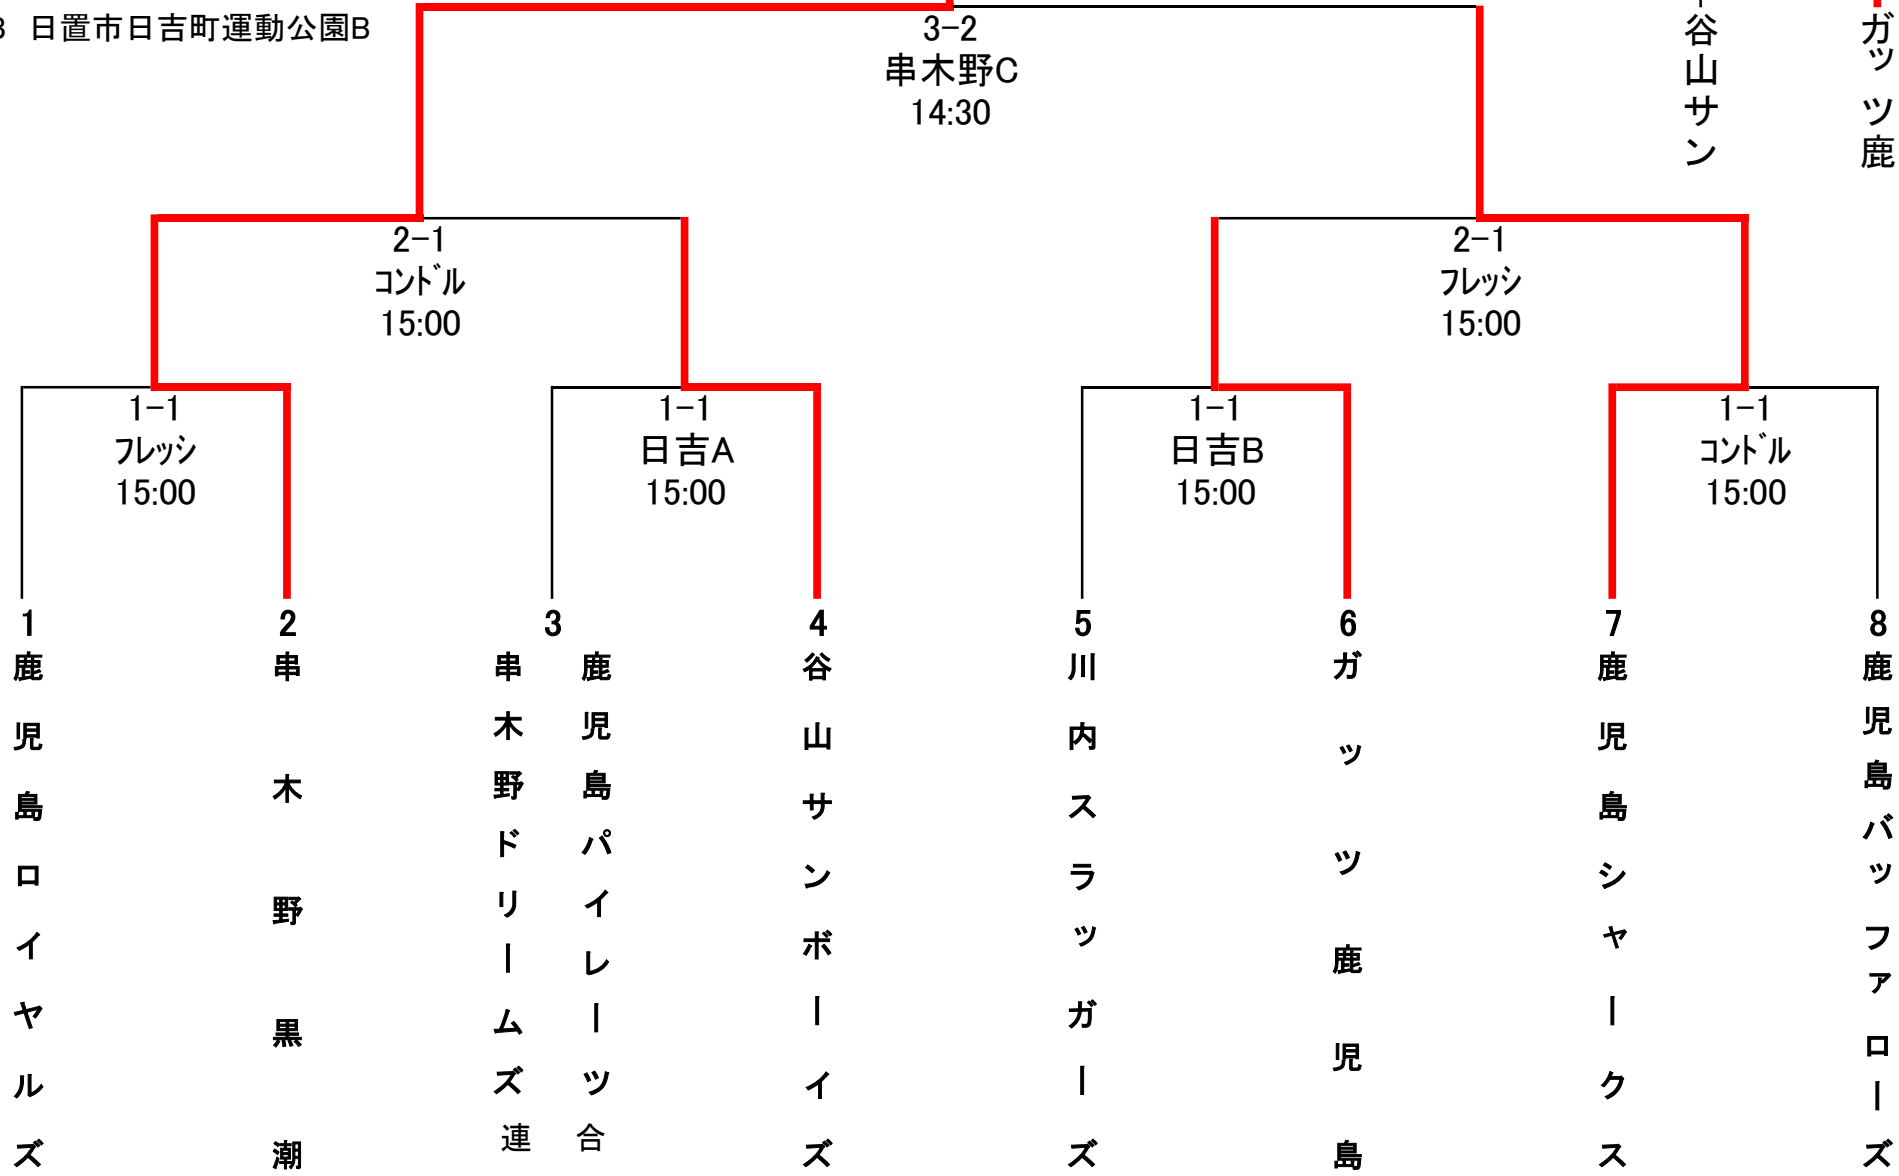 日置市日吉町運動公園B
3-2
串木野C
14:30
谷山サン
ガッツ鹿
2-1
コンドル
15:00
2-1
フレッシ
15:00
1-1
フレッシ
15:00
1-1
日吉A
15:00
1-1
日吉B
15:00
1-1
コンドル
15:00
1
鹿児島ロイヤルズ
2
串木野黒潮
3
鹿児島パイレーツ
串木野ドリームズ
連合
4
谷山サンボーイズ
5
川内スラッガーズ
6
ガッツ鹿児島
7
鹿児島シャークス
8
鹿児島バッファローズ